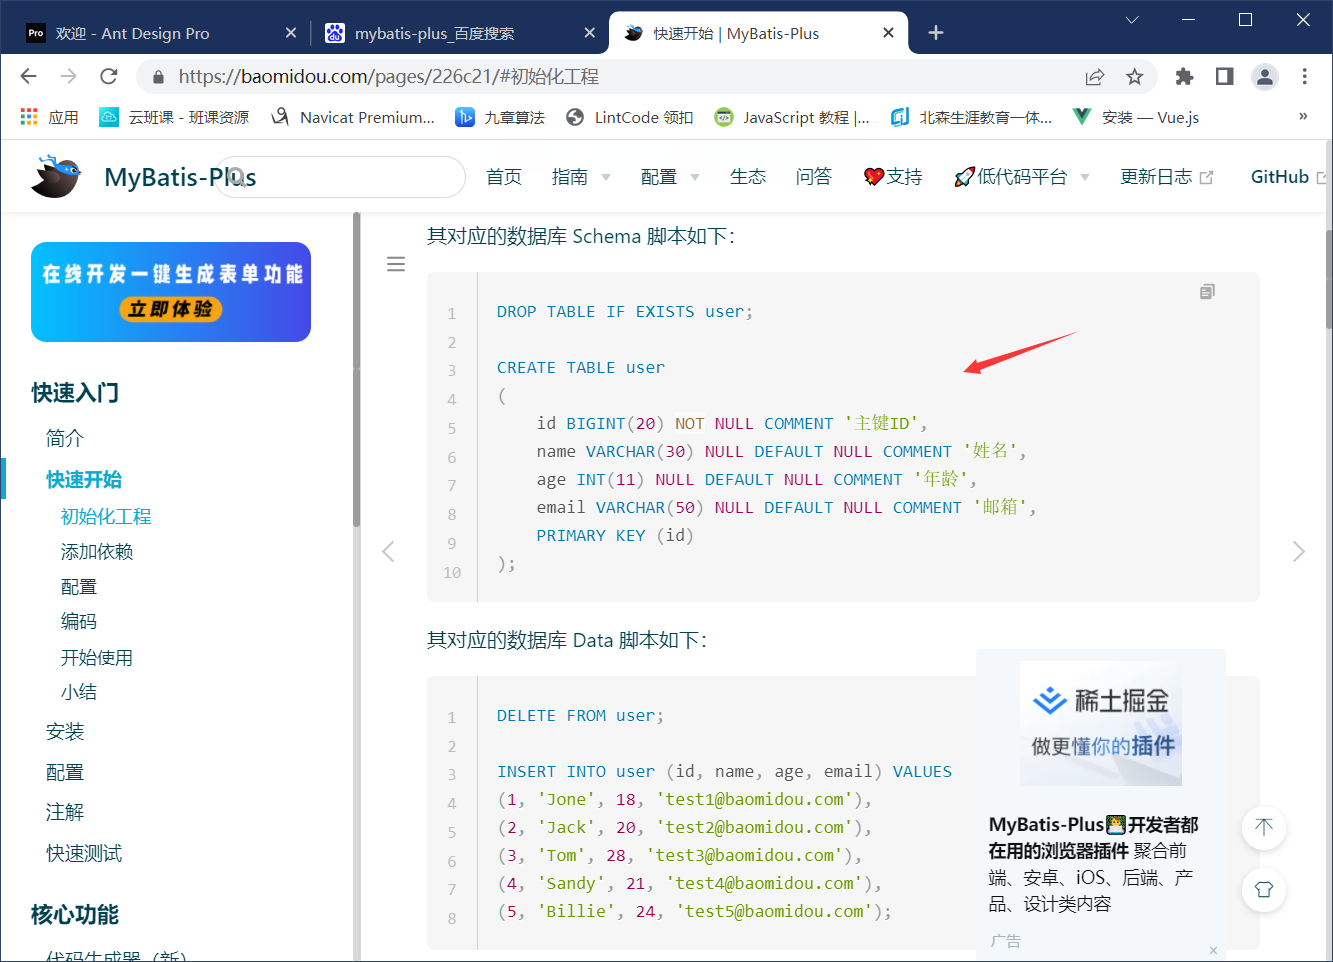 Pro 欢迎 - Ant Design Pro
mybatis-plus_百度搜索
快速开始 | MyBatis-Plus
https://baomidou.com/pages/226c21/#初始化工程
应用
云班课 - 班课资源
Navicat Premium...
九章算法
LintCode 领扣
JavaScript 教程 |...
北森生涯教育一体...
安装 — Vue.js
»
MyBatis-Plus
首页
指南
配置
生态
问答
支持
低代码平台
更新日志
GitHub
在线开发一键生成表单功能
立即体验
快速入门
简介
快速开始
初始化工程
添加依赖
配置
编码
开始使用
小结
安装
配置
注解
快速测试
核心功能
代码生成器（新）
其对应的数据库 Schema 脚本如下：
1 DROP TABLE IF EXISTS user;
2
3 CREATE TABLE user
4 (
5 id BIGINT(20) NOT NULL COMMENT '主键ID',
6 name VARCHAR(30) NULL DEFAULT NULL COMMENT '姓名',
7 age INT(11) NULL DEFAULT NULL COMMENT '年龄',
8 email VARCHAR(50) NULL DEFAULT NULL COMMENT '邮箱',
9 PRIMARY KEY (id)
10 );
其对应的数据库 Data 脚本如下：
1 DELETE FROM user;
2
3 INSERT INTO user (id, name, age, email) VALUES
4 (1, 'Jone', 18, 'test1@baomidou.com'),
5 (2, 'Jack', 20, 'test2@baomidou.com'),
6 (3, 'Tom', 28, 'test3@baomidou.com'),
7 (4, 'Sandy', 21, 'test4@baomidou.com'),
8 (5, 'Billie', 24, 'test5@baomidou.com');
稀土掘金
做更懂你的插件
MyBatis-Plus👨‍💻开发者都
在用的浏览器插件 聚合前
端、安卓、iOS、后端、产
品、设计类内容
广告